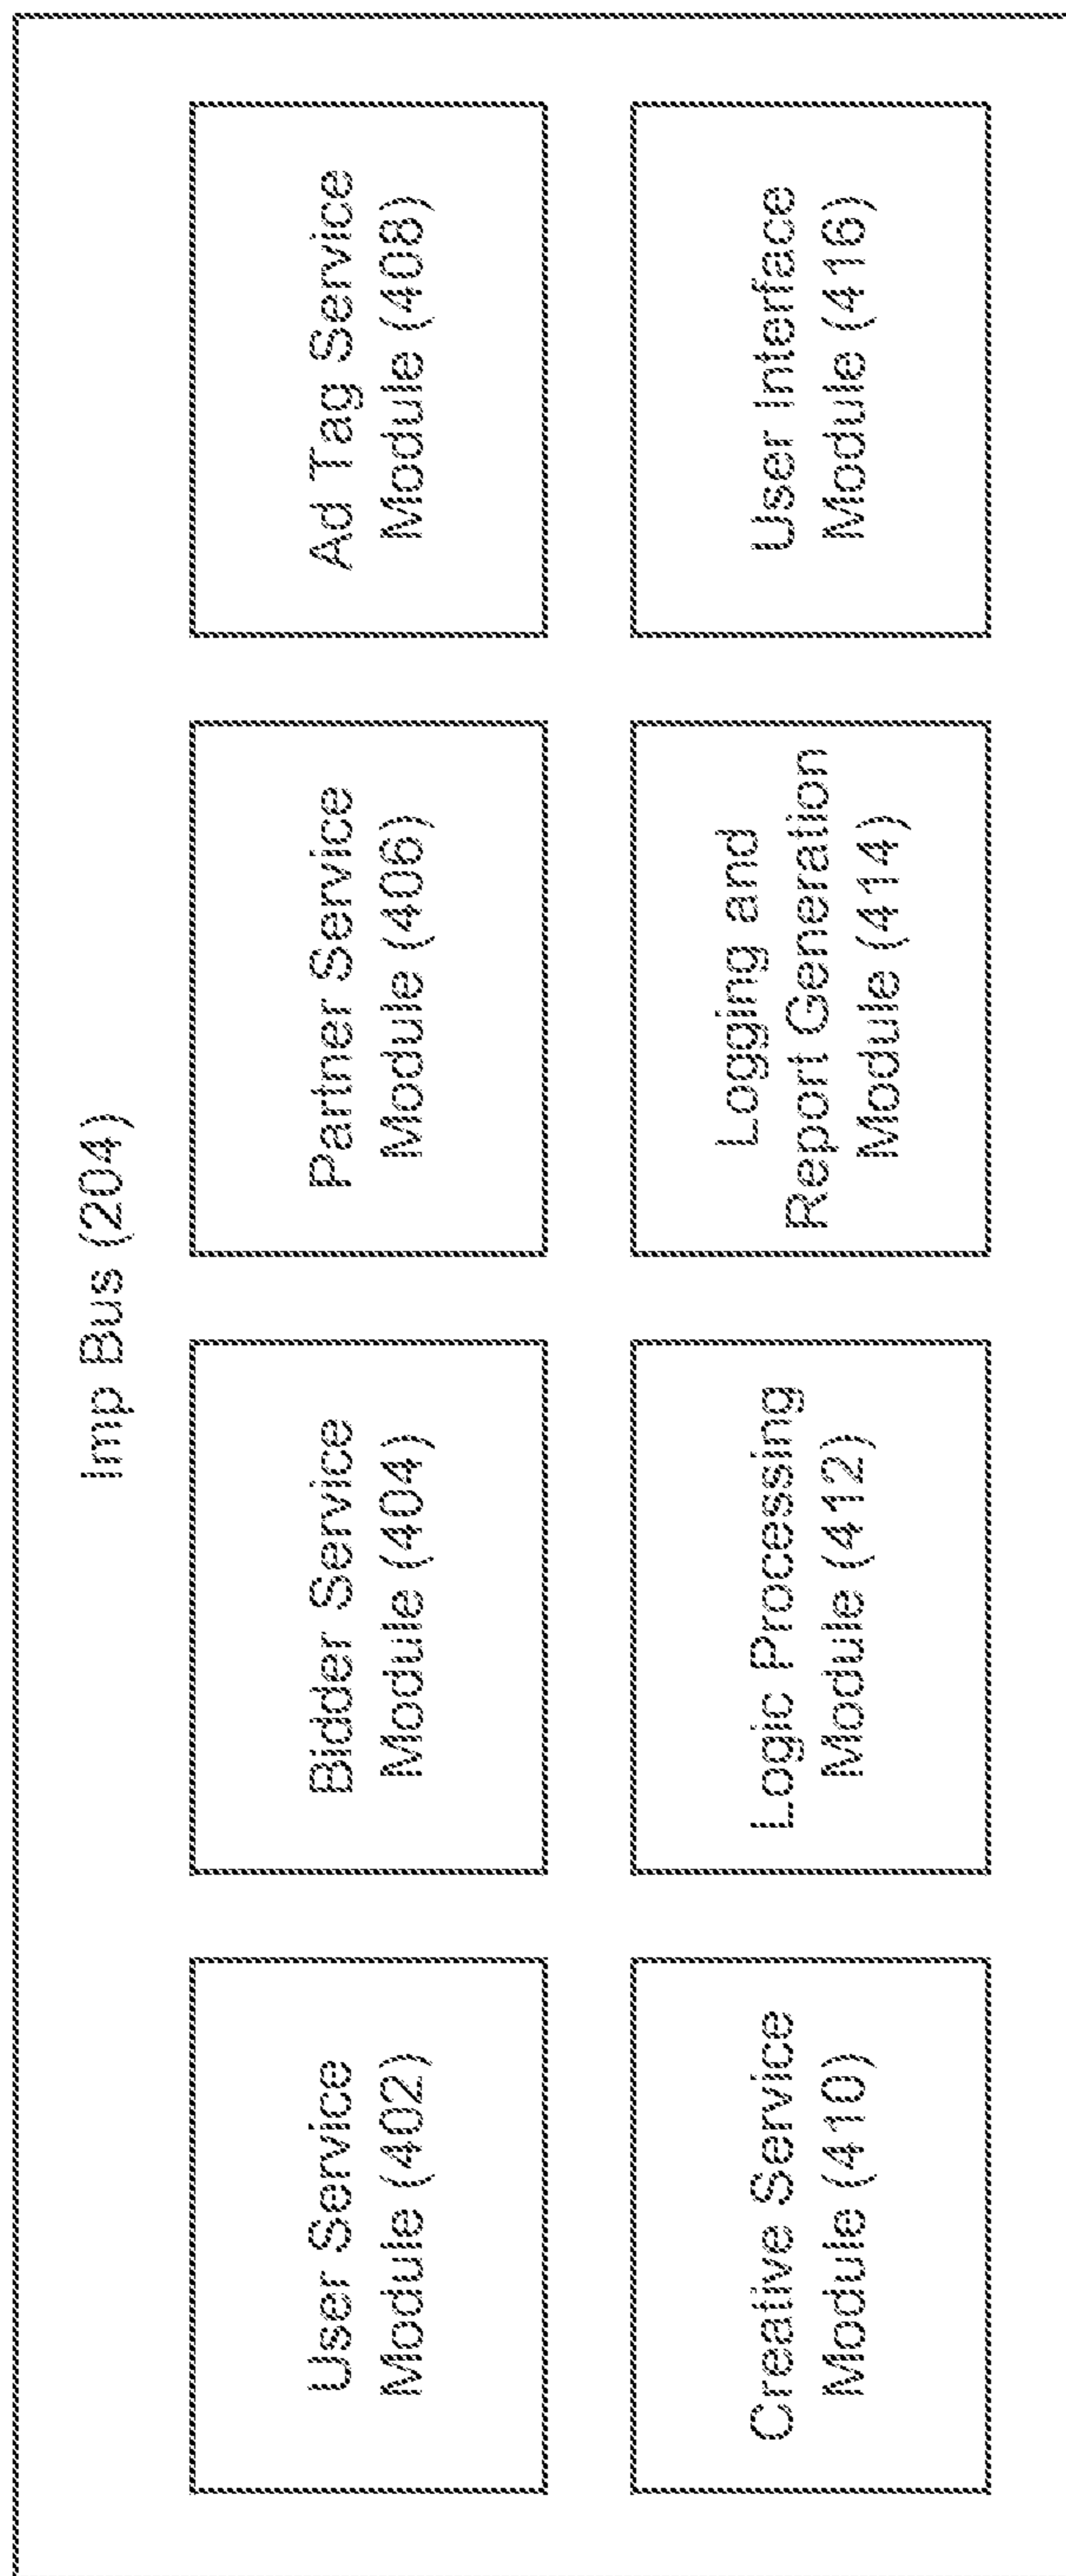 Imp Bus (204)
User Service
Module (402)
Bidder Service
Module (404)
Partner Service
Module (406)
Ad Tag Service
Module (408)
Creative Service
Module (410)
Logic Processing
Module (412)
Logging and
Report Generation
Module (414)
User Interface
Module (416)